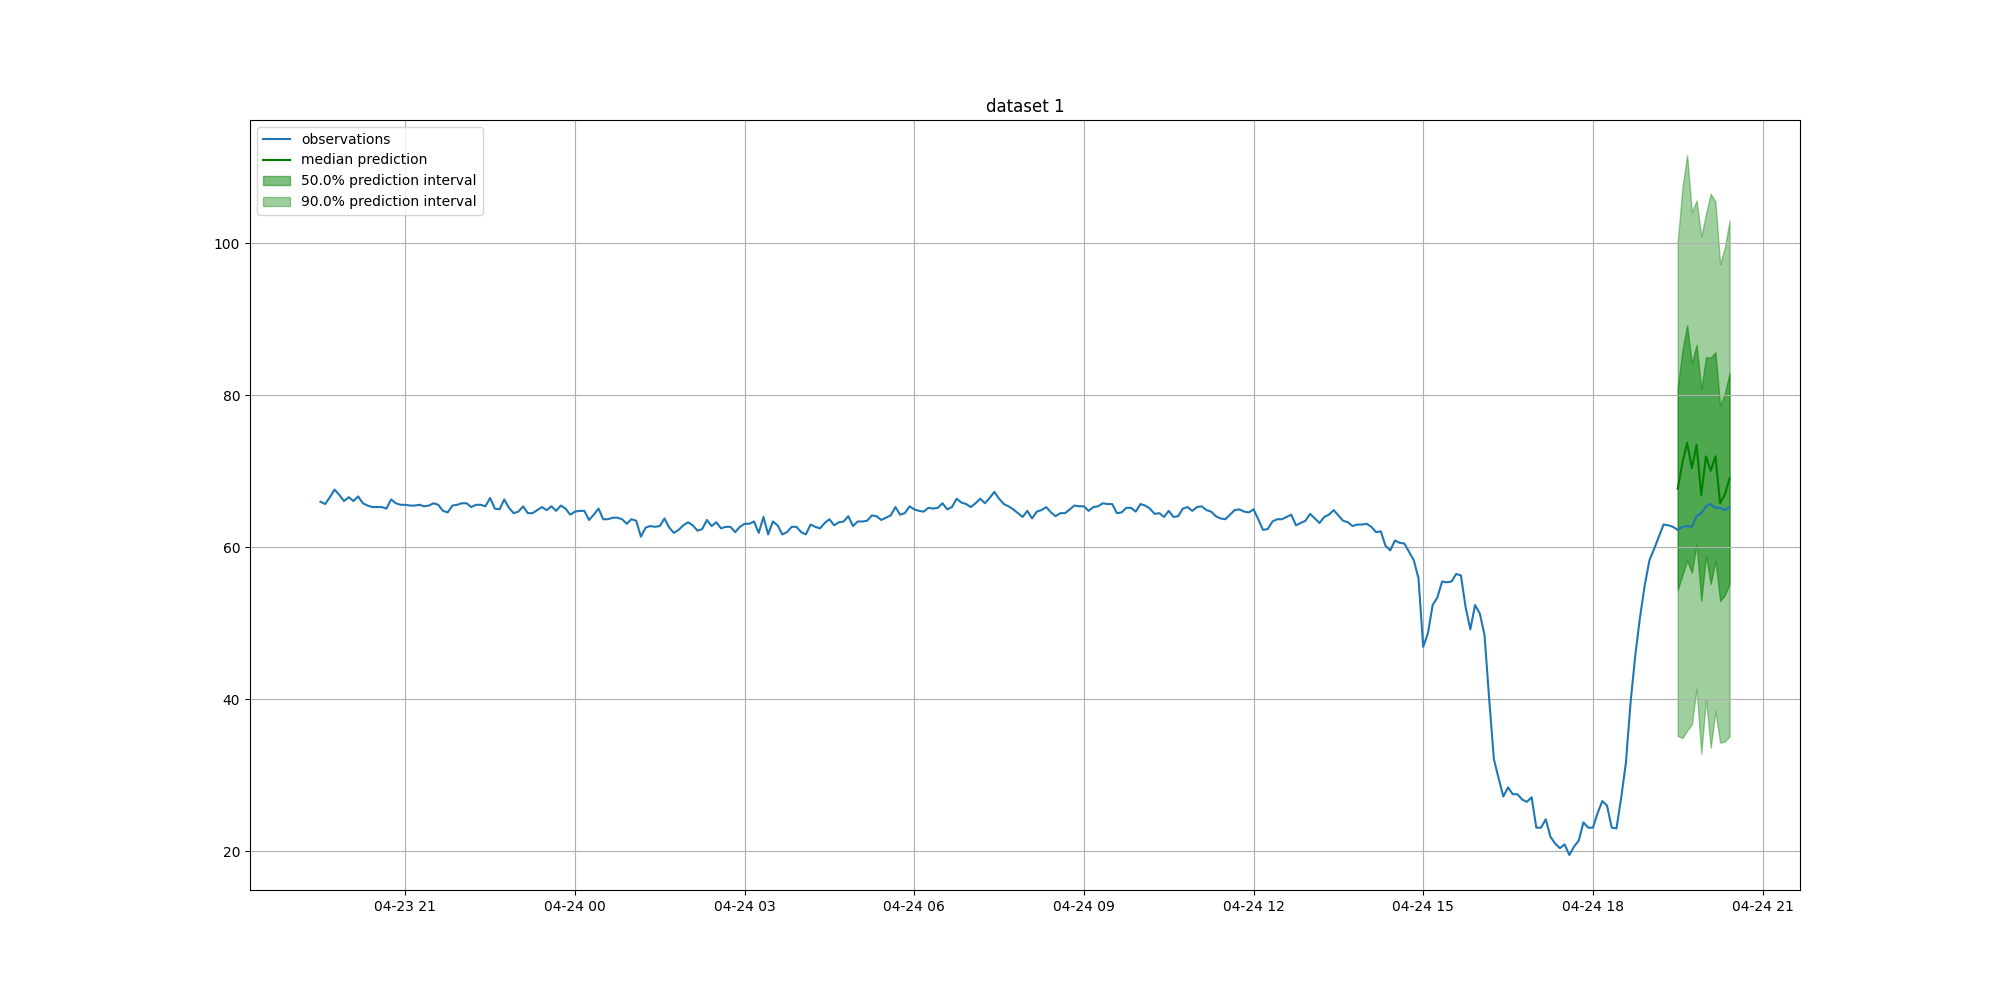 dataset 1
observations
median prediction
50.0% prediction interval
90.0% prediction interval
100
80
60
40
20
04-23 21
04-24 00
04-24 03
04-24 06
04-24 09
04-24 12
04-24 15
04-24 18
04-24 21